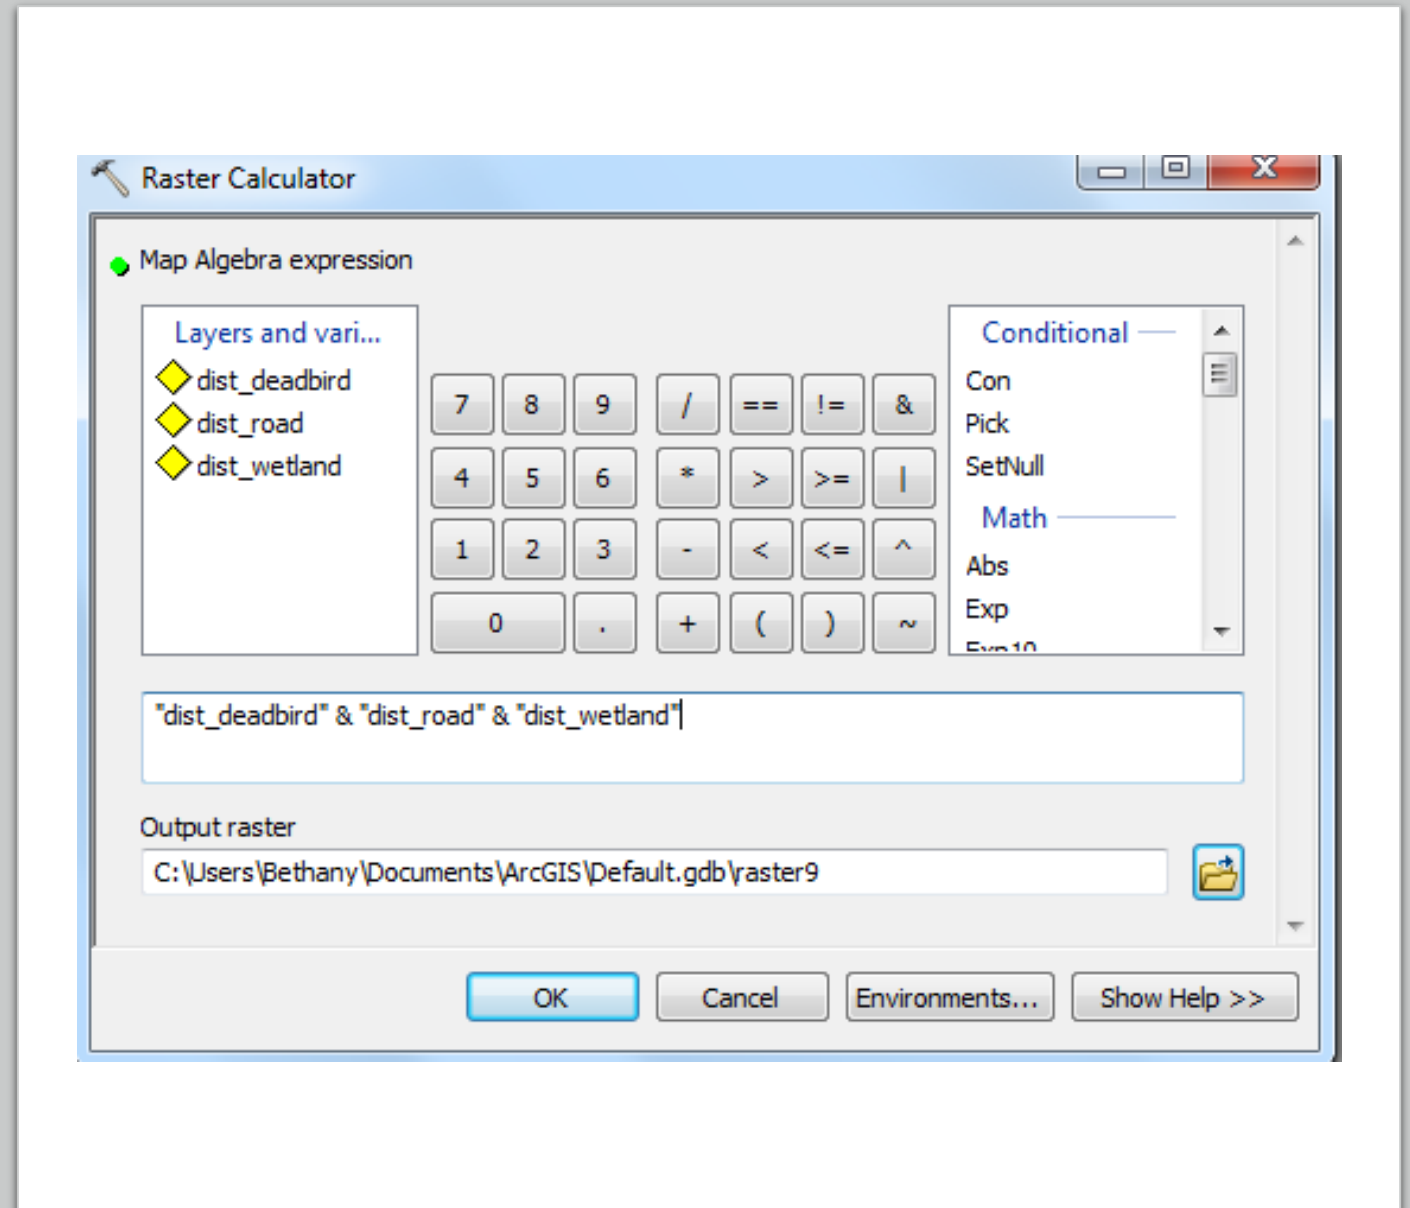 Raster Calculator
Map Algebra expression
Layers and vari...
dist_deadbird
dist_road
dist_wetland
7 8 9 / == != &
4 5 6 * > >= |
1 2 3 - < <= ^
0 . + ( ) ~
Conditional
Con
Pick
SetNull
Math
Abs
Exp
Exp10
"dist_deadbird" & "dist_road" & "dist_wetland"
Output raster
C:\Users\Bethany\Documents\ArcGIS\Default.gdb\raster9
OK Cancel Environments... Show Help >>